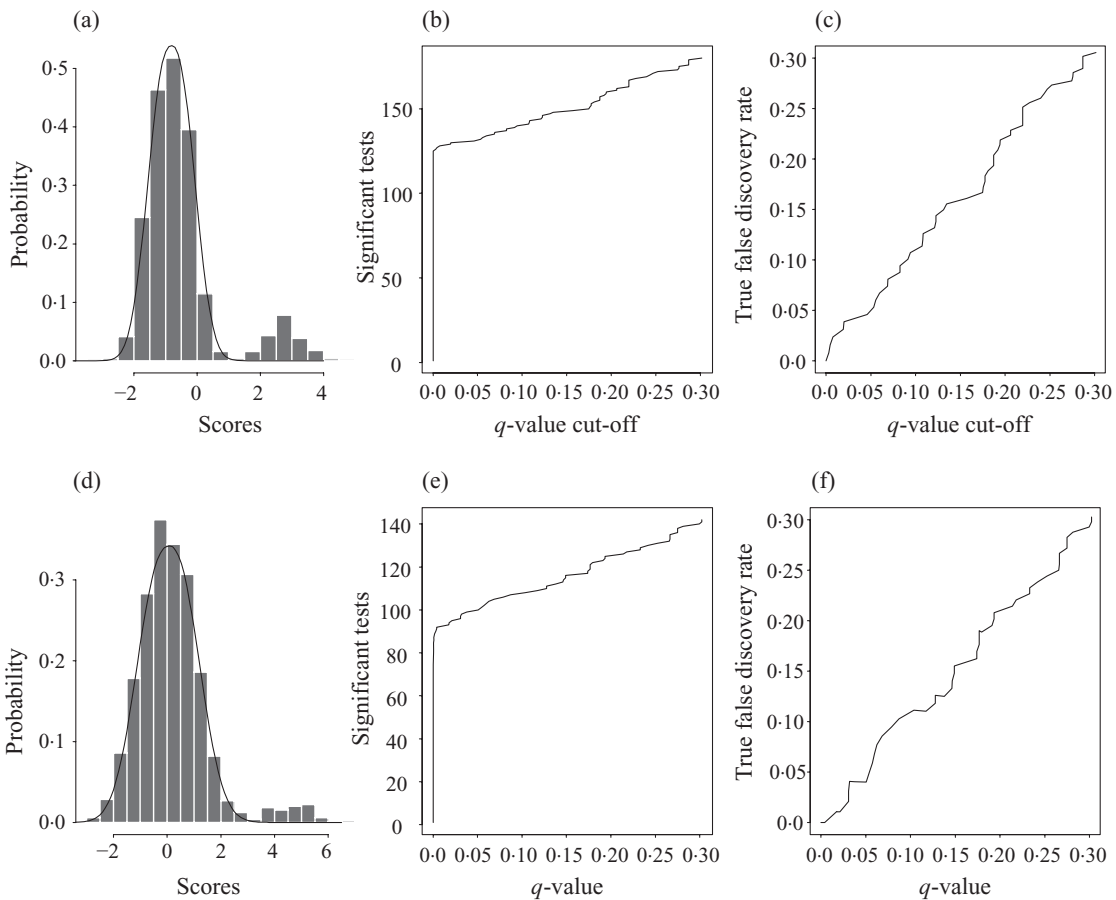 (a)
Probability
0·5
0·4
0·3
0·2
0·1
0·0
−2 0 2 4
Scores
(b)
Significant tests
150
100
50
0
0·0 0·05 0·10 0·15 0·20 0·25 0·30
q-value cut-off
(c)
True false discovery rate
0·30
0·25
0·20
0·15
0·10
0·05
0·0
0·0 0·05 0·10 0·15 0·20 0·25 0·30
q-value cut-off
(d)
Probability
0·3
0·2
0·1
0·0
−2 0 2 4 6
Scores
(e)
Significant tests
140
120
100
80
60
40
20
0
0·0 0·05 0·10 0·15 0·20 0·25 0·30
q-value
(f)
True false discovery rate
0·30
0·25
0·20
0·15
0·10
0·05
0·0
0·0 0·05 0·10 0·15 0·20 0·25 0·30
q-value